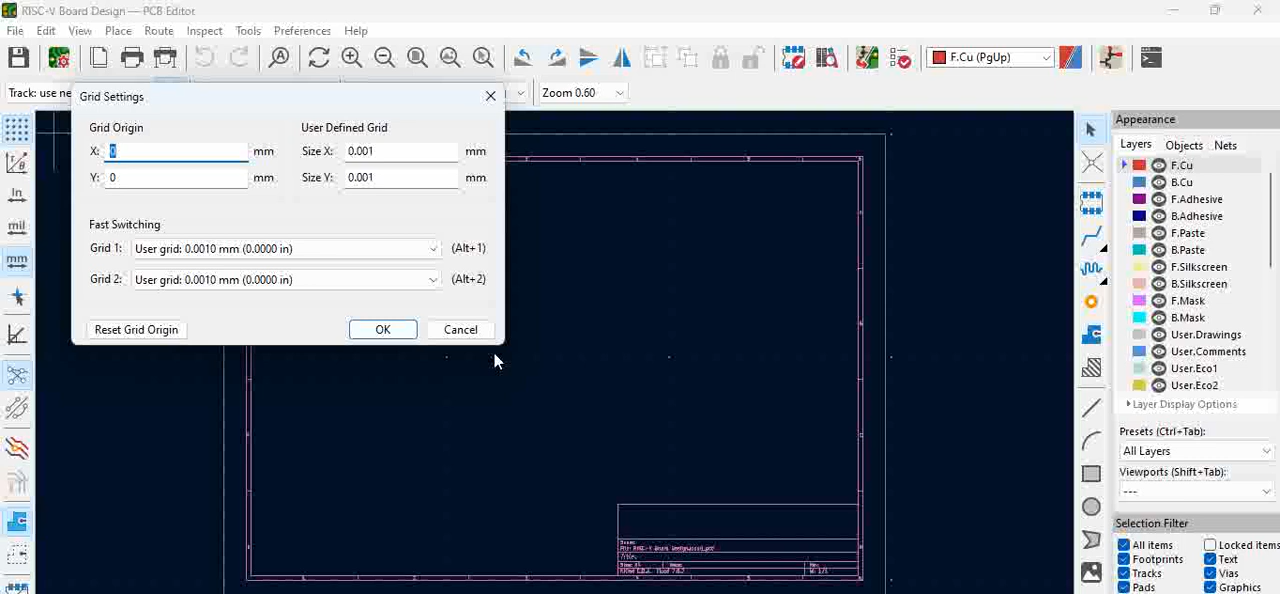 RISC-V Board Design — PCB Editor
File Edit View Place Route Inspect Tools Preferences Help
F.Cu (PgUp)
Track: use ne
Zoom 0.60
Grid Settings
Grid Origin
User Defined Grid
X: 0 mm
Size X: 0.001 mm
Y: 0 mm
Size Y: 0.001 mm
Fast Switching
Grid 1: User grid: 0.0010 mm (0.0000 in) (Alt+1)
Grid 2: User grid: 0.0010 mm (0.0000 in) (Alt+2)
Reset Grid Origin
OK
Cancel
in
mil
mm
Appearance
Layers Objects Nets
F.Cu
B.Cu
F.Adhesive
B.Adhesive
F.Paste
B.Paste
F.Silkscreen
B.Silkscreen
F.Mask
B.Mask
User.Drawings
User.Comments
User.Eco1
User.Eco2
Layer Display Options
Presets (Ctrl+Tab):
All Layers
Viewports (Shift+Tab):
---
Selection Filter
All items Locked items
Footprints Text
Tracks Vias
Pads Graphics